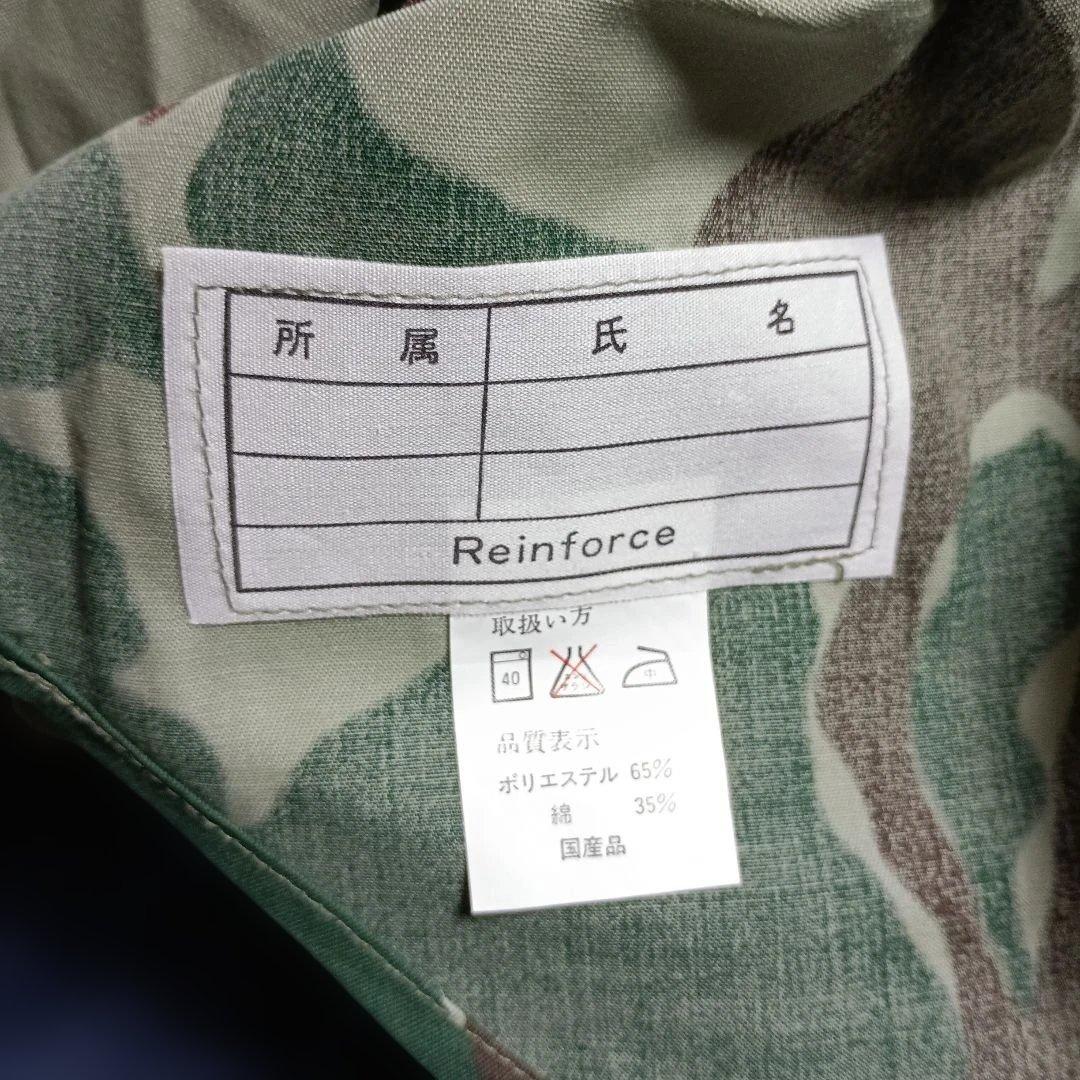 所属 氏名
Reinforce
取扱い方
40 中
品質表示
ポリエステル 65%
綿 35%
国産品